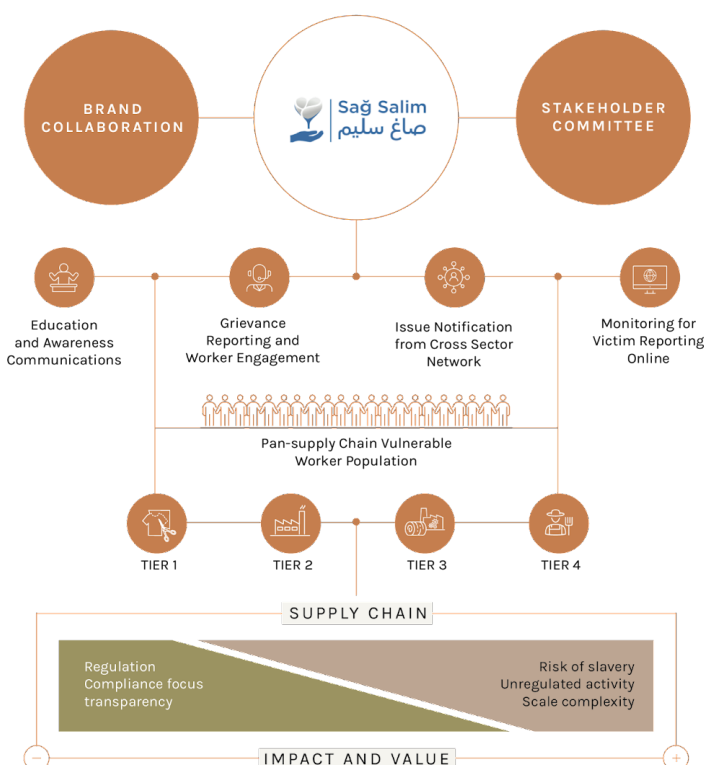 BRAND
COLLABORATION
Sağ Salim
صاغ سليم
STAKEHOLDER
COMMITTEE
Education
and Awareness
Communications
Grievance
Reporting and
Worker Engagement
Issue Notification
from Cross Sector
Network
Monitoring for
Victim Reporting
Online
Pan-supply Chain Vulnerable
Worker Population
TIER 1
TIER 2
TIER 3
TIER 4
SUPPLY CHAIN
Regulation
Compliance focus
transparency
Risk of slavery
Unregulated activity
Scale complexity
IMPACT AND VALUE